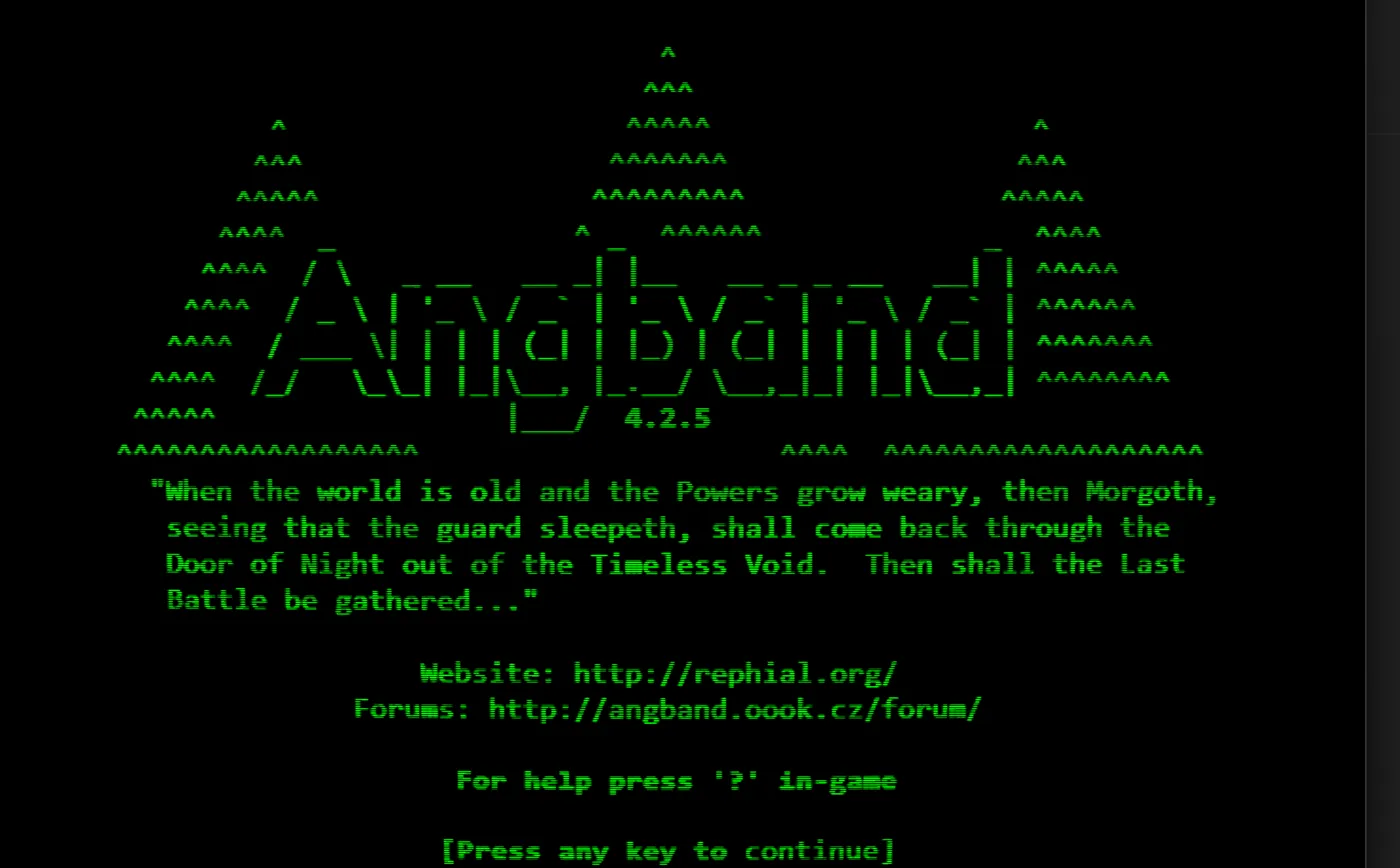 Angband
4.2.5
"When the world is old and the Powers grow weary, then Morgoth,
seeing that the guard sleepeth, shall come back through the
Door of Night out of the Timeless Void.  Then shall the Last
Battle be gathered..."
Website: http://rephial.org/
Forums: http://angband.oook.cz/forum/
For help press '?' in-game
[Press any key to continue]